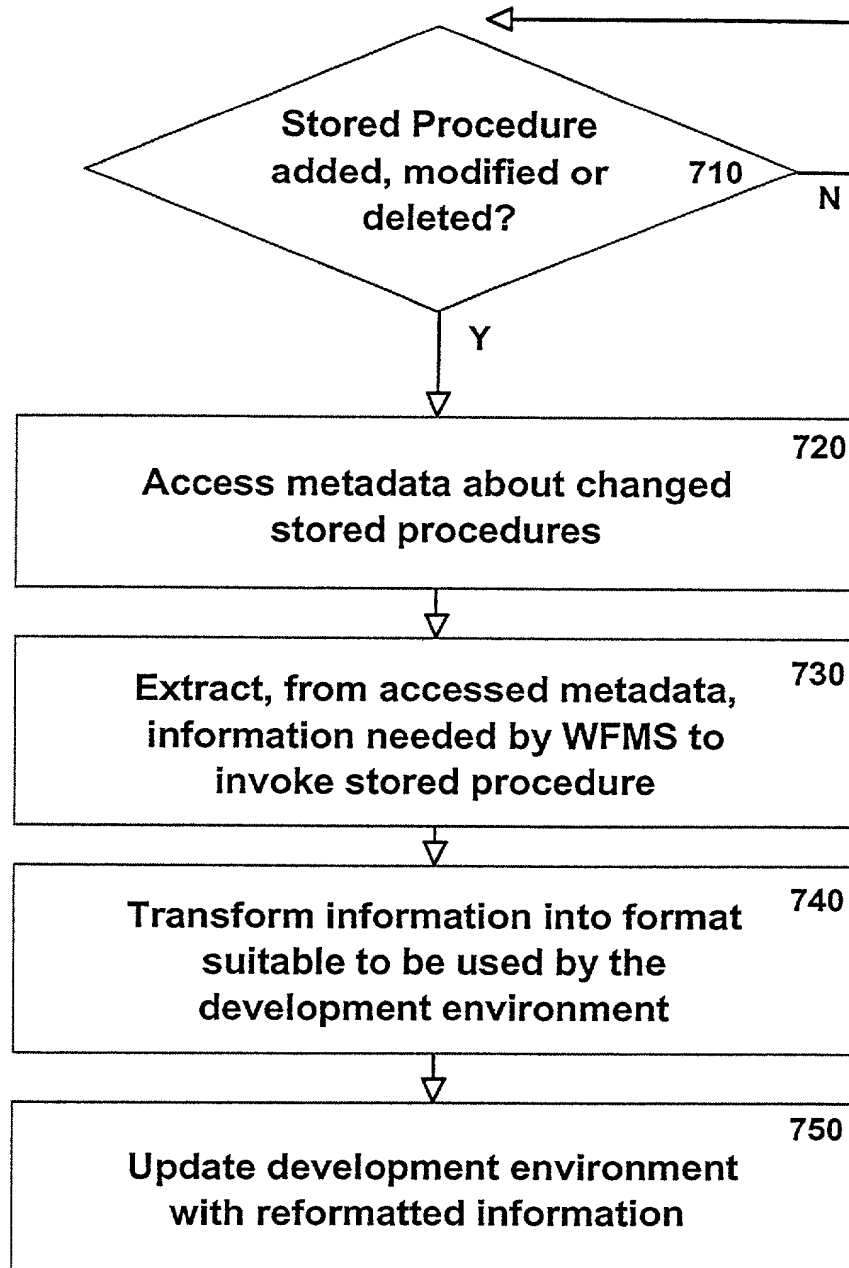 Stored Procedure
added, modified or
deleted?
710
N
Y
720
Access metadata about changed
stored procedures
730
Extract, from accessed metadata,
information needed by WFMS to
invoke stored procedure
740
Transform information into format
suitable to be used by the
development environment
750
Update development environment
with reformatted information